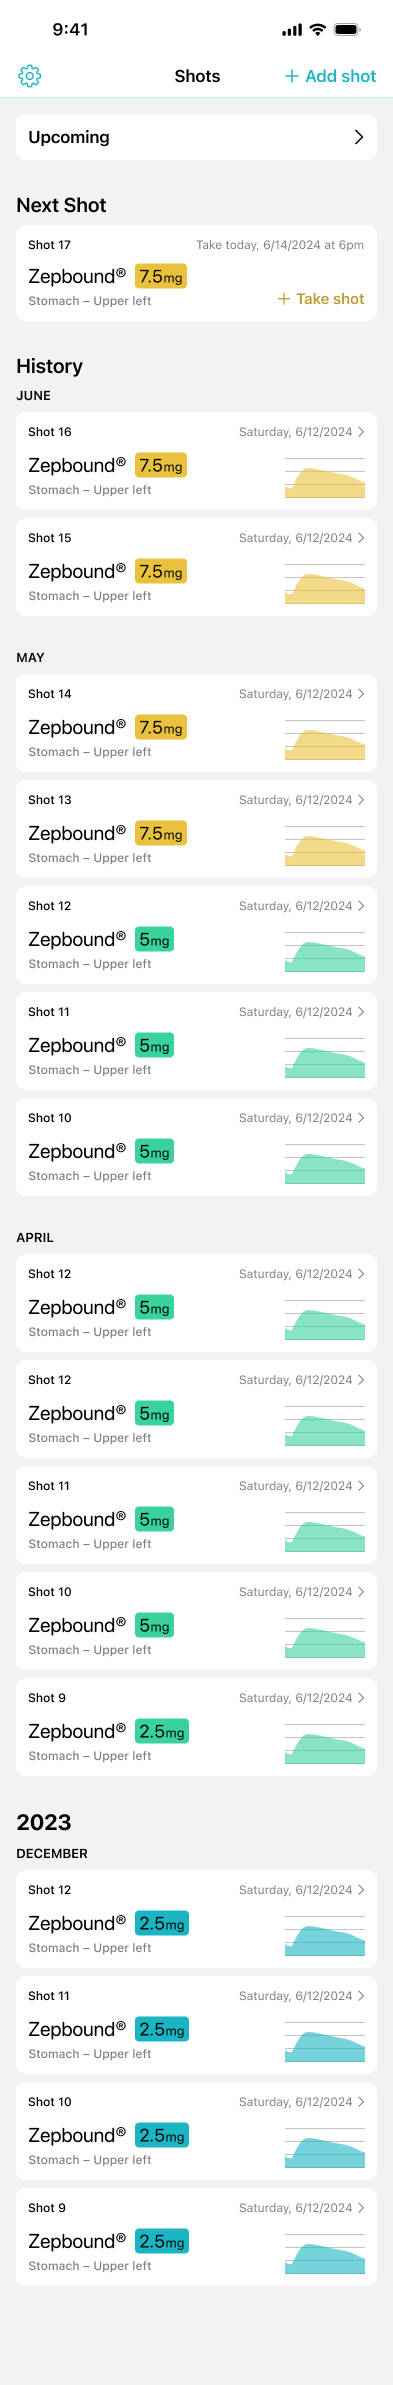 9:41
Shots
+ Add shot
Upcoming
Next Shot
Shot 17
Take today, 6/14/2024 at 6pm
Zepbound® 7.5mg
Stomach – Upper left
+ Take shot
History
JUNE
Shot 16
Saturday, 6/12/2024
Zepbound® 7.5mg
Stomach – Upper left
Shot 15
Saturday, 6/12/2024
Zepbound® 7.5mg
Stomach – Upper left
MAY
Shot 14
Saturday, 6/12/2024
Zepbound® 7.5mg
Stomach – Upper left
Shot 13
Saturday, 6/12/2024
Zepbound® 7.5mg
Stomach – Upper left
Shot 12
Saturday, 6/12/2024
Zepbound® 5mg
Stomach – Upper left
Shot 11
Saturday, 6/12/2024
Zepbound® 5mg
Stomach – Upper left
Shot 10
Saturday, 6/12/2024
Zepbound® 5mg
Stomach – Upper left
APRIL
Shot 12
Saturday, 6/12/2024
Zepbound® 5mg
Stomach – Upper left
Shot 12
Saturday, 6/12/2024
Zepbound® 5mg
Stomach – Upper left
Shot 11
Saturday, 6/12/2024
Zepbound® 5mg
Stomach – Upper left
Shot 10
Saturday, 6/12/2024
Zepbound® 5mg
Stomach – Upper left
Shot 9
Saturday, 6/12/2024
Zepbound® 2.5mg
Stomach – Upper left
2023
DECEMBER
Shot 12
Saturday, 6/12/2024
Zepbound® 2.5mg
Stomach – Upper left
Shot 11
Saturday, 6/12/2024
Zepbound® 2.5mg
Stomach – Upper left
Shot 10
Saturday, 6/12/2024
Zepbound® 2.5mg
Stomach – Upper left
Shot 9
Saturday, 6/12/2024
Zepbound® 2.5mg
Stomach – Upper left